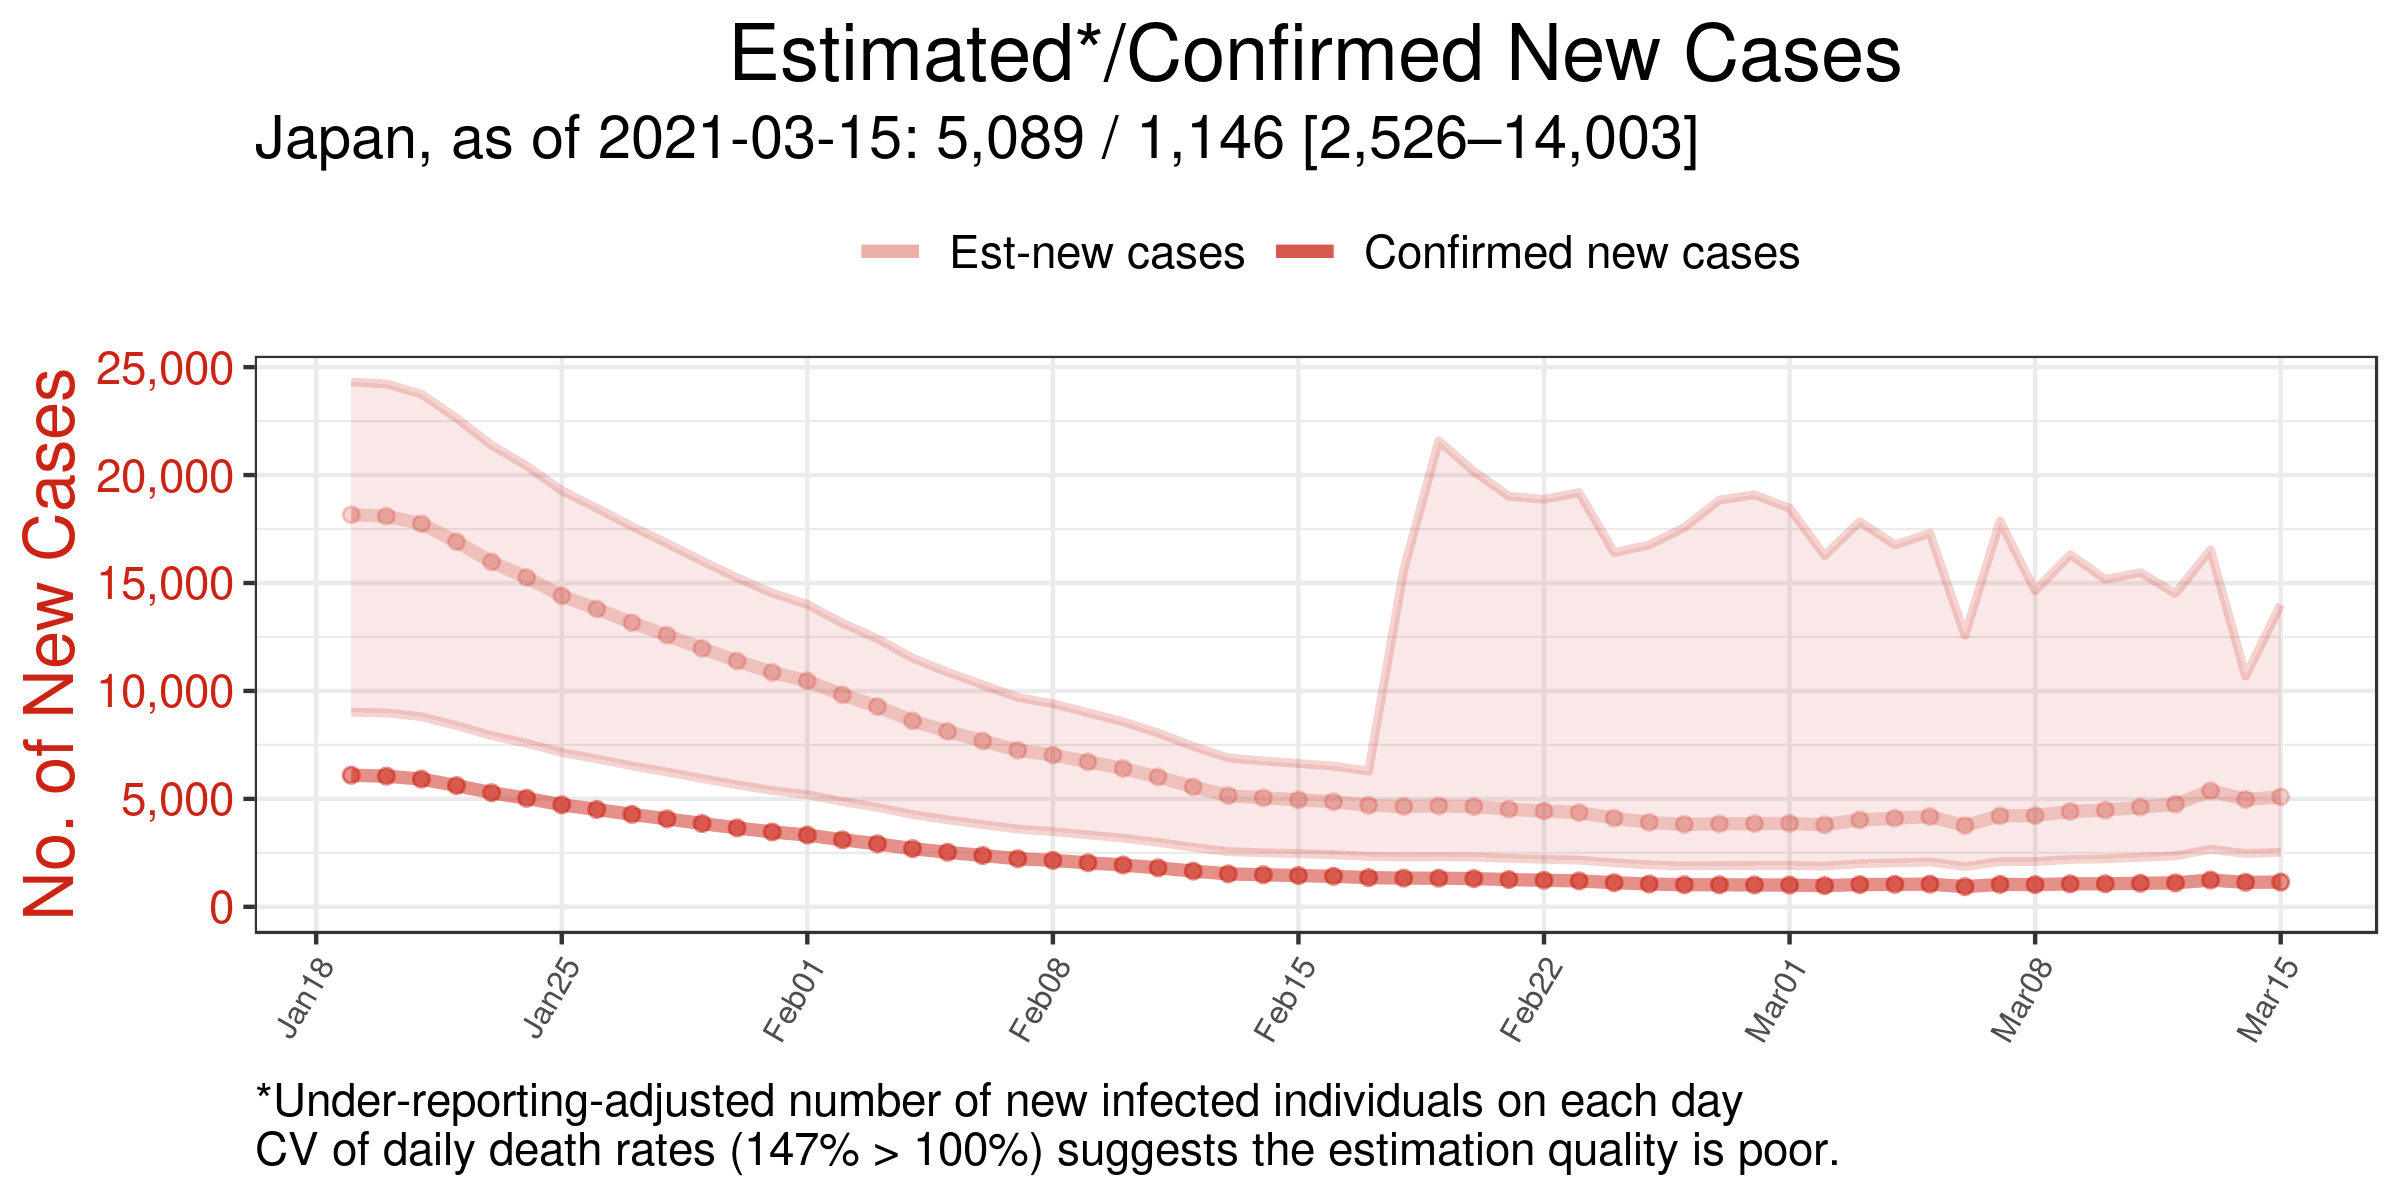 Estimated*/Confirmed New Cases
Japan, as of 2021-03-15: 5,089 / 1,146 [2,526–14,003]
Est-new cases
Confirmed new cases
No. of New Cases
25,000
20,000
15,000
10,000
5,000
0
Jan18
Jan25
Feb01
Feb08
Feb15
Feb22
Mar01
Mar08
Mar15
*Under-reporting-adjusted number of new infected individuals on each day
CV of daily death rates (147% > 100%) suggests the estimation quality is poor.